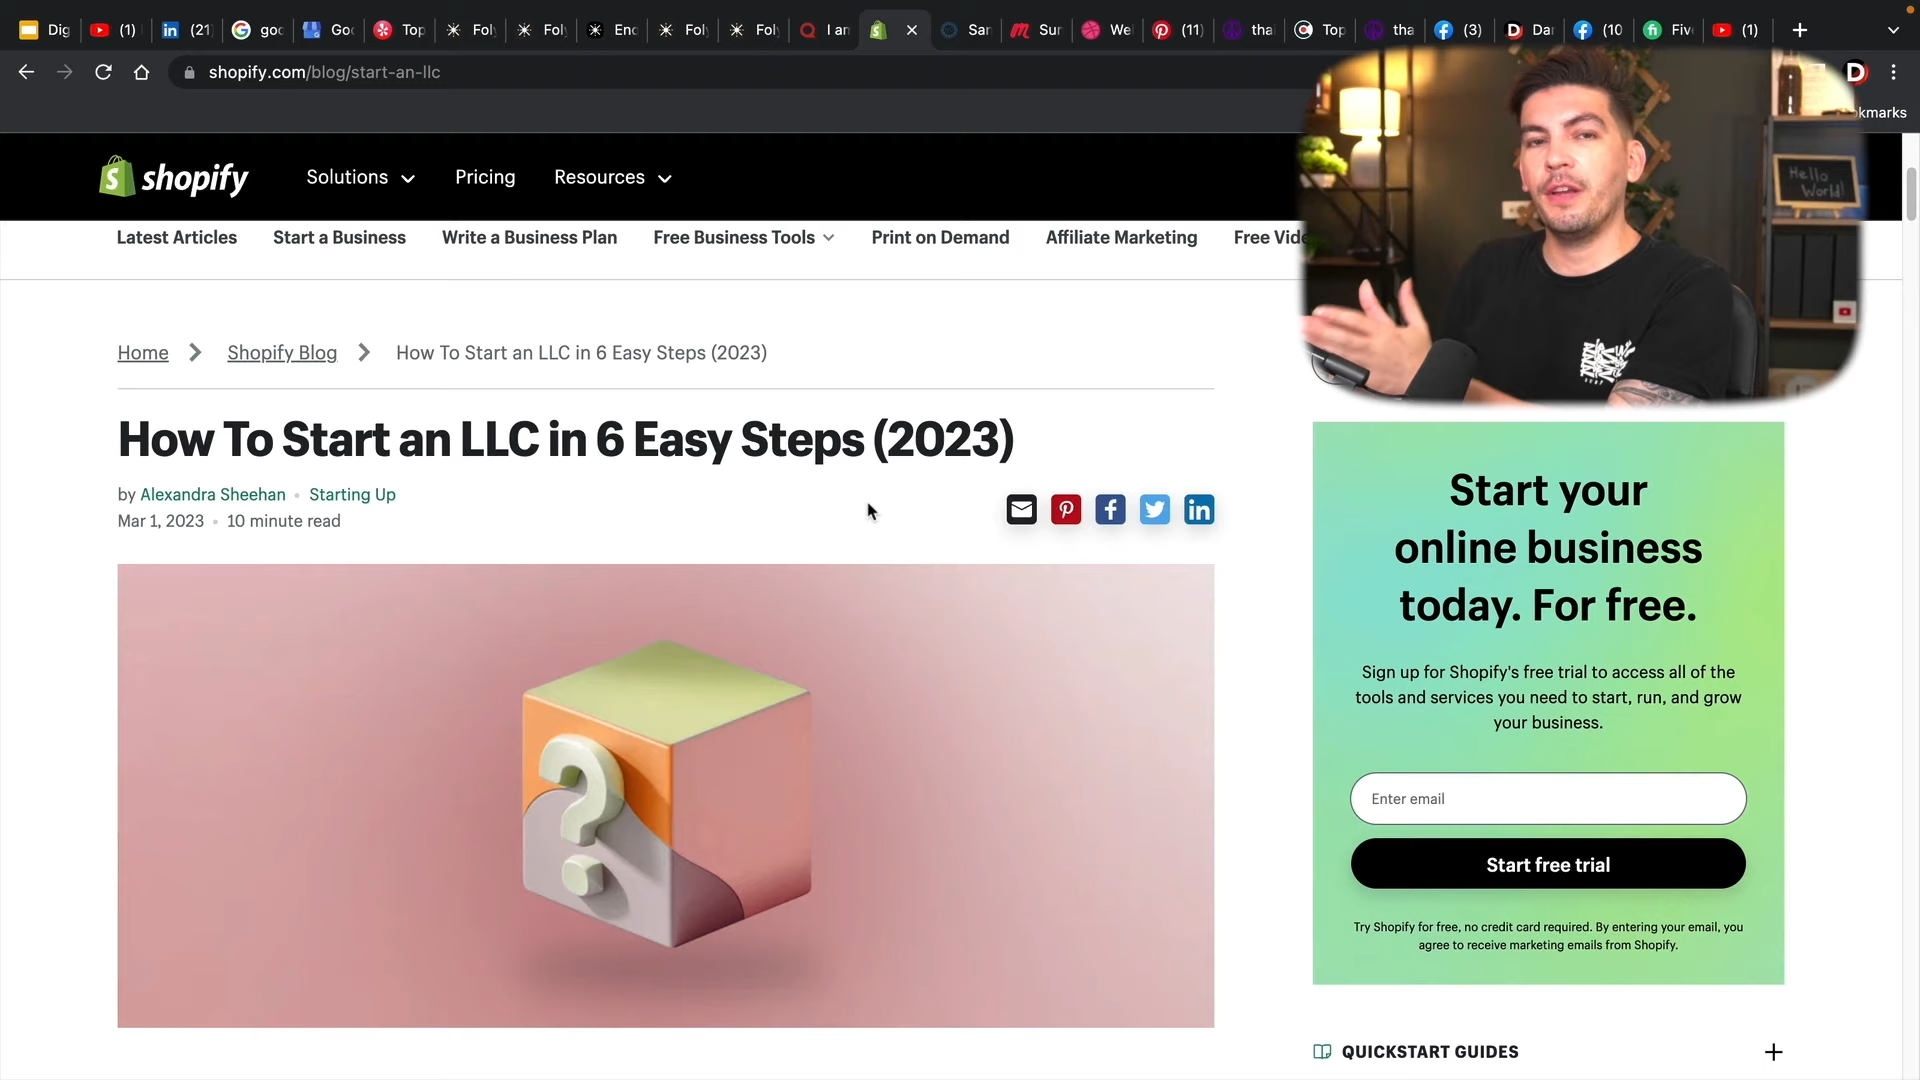 Dig
(1)
(21
goc
Goc
Top
Foly
Foly
Enc
Foly
Foly
I an
San
Sur
We
(11)
tha
Top
tha
(3)
Dar
(10
Fiv
(1)
shopify.com/blog/start-an-llc
D
kmarks
shopify
Solutions
Pricing
Resources
Hello
World!
Latest Articles
Start a Business
Write a Business Plan
Free Business Tools
Print on Demand
Affiliate Marketing
Free Vide
Home
Shopify Blog
How To Start an LLC in 6 Easy Steps (2023)
How To Start an LLC in 6 Easy Steps (2023)
by Alexandra Sheehan • Starting Up
Mar 1, 2023 • 10 minute read
Start your
online business
today. For free.
Sign up for Shopify's free trial to access all of the
tools and services you need to start, run, and grow
your business.
Enter email
Start free trial
Try Shopify for free, no credit card required. By entering your email, you
agree to receive marketing emails from Shopify.
QUICKSTART GUIDES